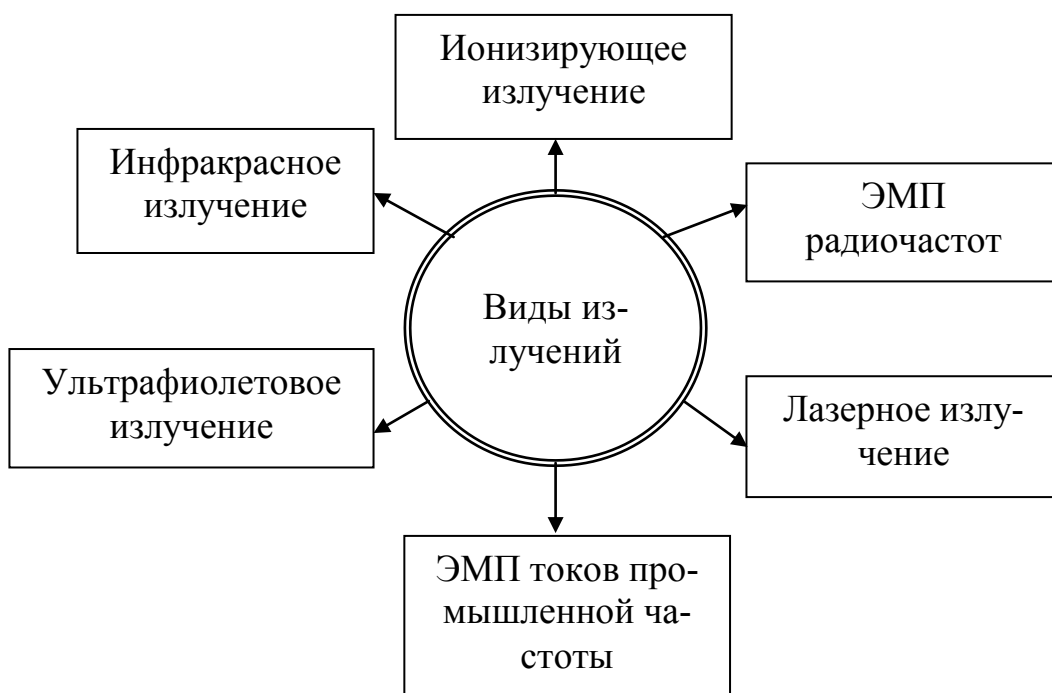 Ионизирующее
излучение
Инфракрасное
излучение
ЭМП
радиочастот
Виды из-
лучений
Ультрафиолетовое
излучение
Лазерное излу-
чение
ЭМП токов про-
мышленной ча-
стоты